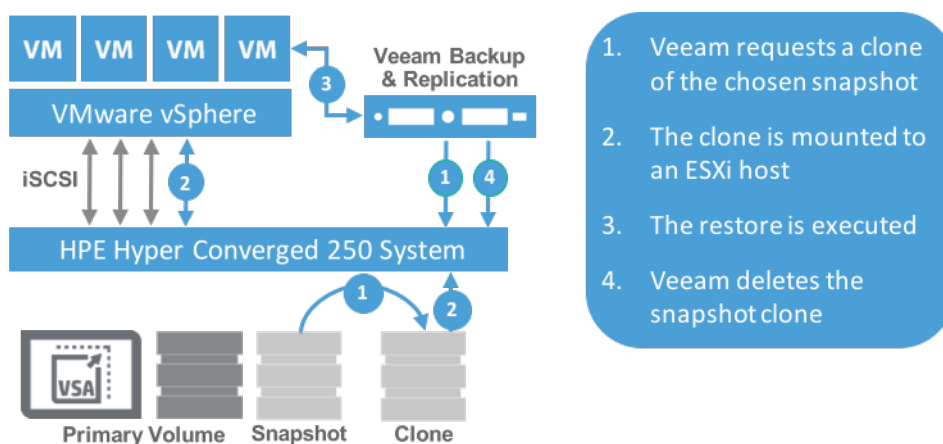 VM VM VM VM
VMware vSphere
iSCSI
2
3
Veeam Backup
& Replication
1 4
HPE Hyper Converged 250 System
1
2
VSA
Primary Volume Snapshot Clone
1. Veeam requests a clone
of the chosen snapshot
2. The clone is mounted to
an ESXi host
3. The restore is executed
4. Veeam deletes the
snapshot clone